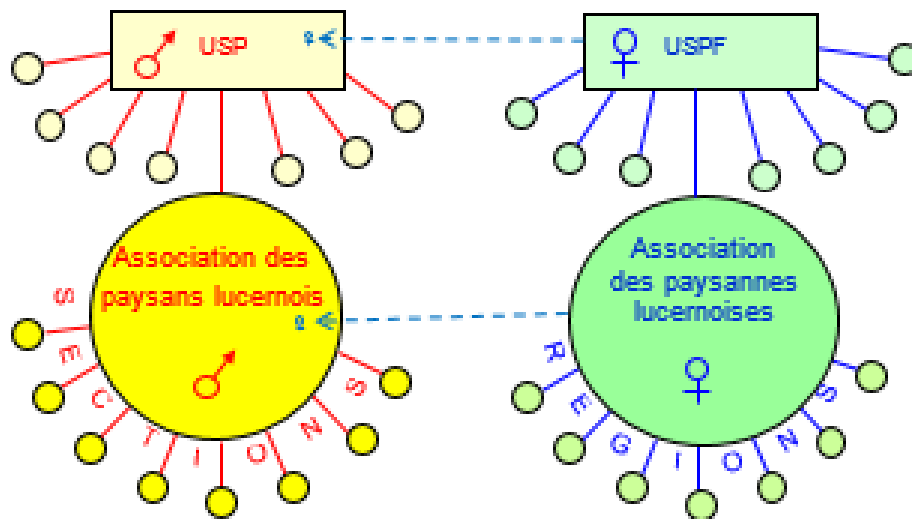 USP
USPF
Association des
paysans lucernois
Association
des paysannes
lucernoises
SECTIONS
REGIONS